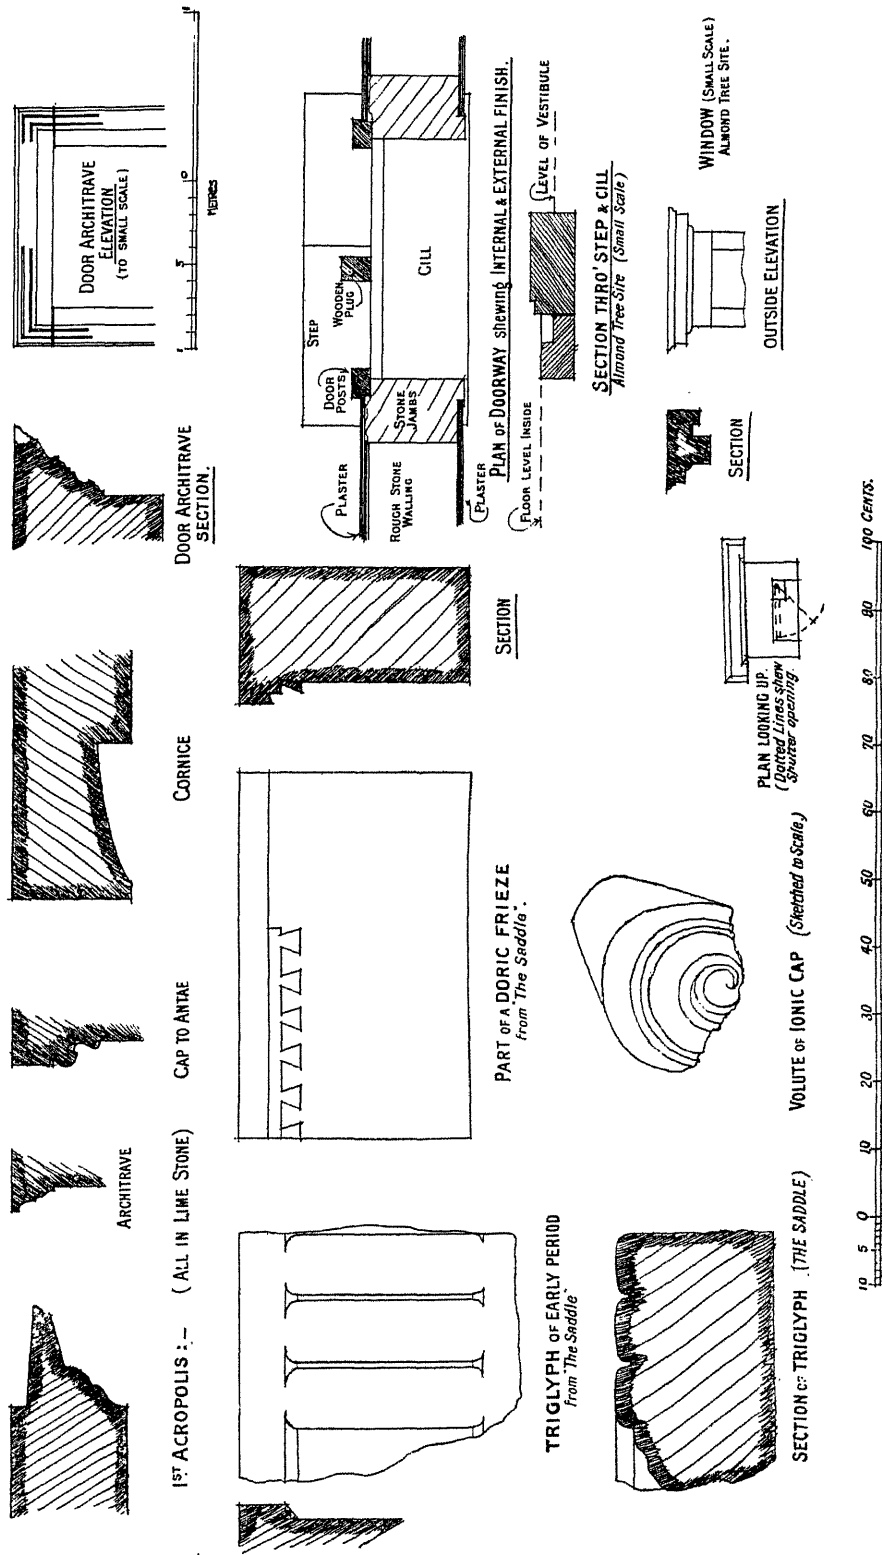 1ST ACROPOLIS :— (ALL IN LIME STONE)
ARCHITRAVE
CAP TO ANTAE
CORNICE
DOOR ARCHITRAVE
SECTION.
DOOR ARCHITRAVE
ELEVATION
(TO SMALL SCALE)
1 5 0
METRES
TRIGLYPH OF EARLY PERIOD
from "The Saddle"
PART OF A DORIC FRIEZE
from "The Saddle".
SECTION
PLASTER
ROUGH STONE
WALLING
PLASTER
DOOR
POSTS
STONE
JAMBS
STEP
WOODEN
PLUG
CILL
PLAN OF DOORWAY shewing INTERNAL & EXTERNAL FINISH.
FLOOR LEVEL INSIDE
LEVEL OF VESTIBULE
SECTION THRO' STEP & CILL
Almond Tree Site (Small Scale)
SECTION OF TRIGLYPH (THE SADDLE)
VOLUTE OF IONIC CAP (Sketched to Scale.)
PLAN LOOKING UP.
(Dotted Lines shew
Shutter opening.
SECTION
OUTSIDE ELEVATION
WINDOW (SMALL SCALE)
ALMOND TREE SITE.
10 5 0 10 20 30 40 50 60 70 80 90 100 CENTS.